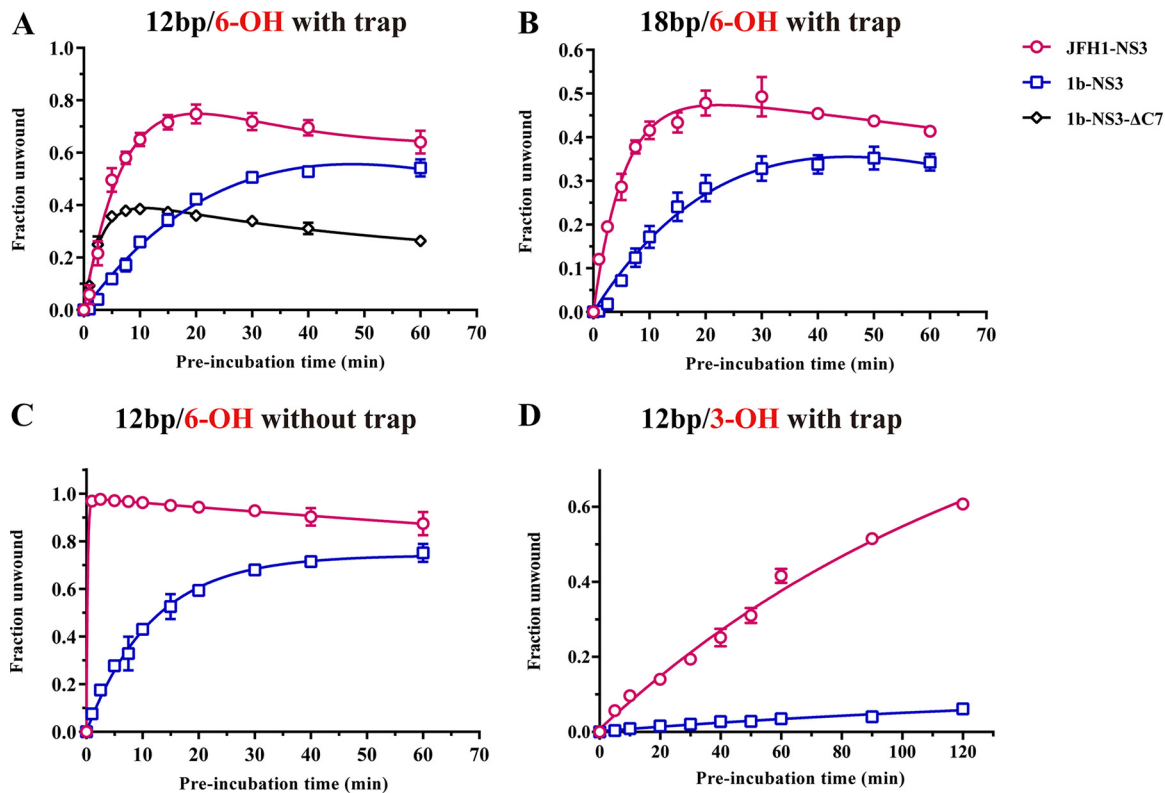 A
12bp/6-OH with trap
Fraction unwound
1.0
0.8
0.6
0.4
0.2
0.0
0 10 20 30 40 50 60 70
Pre-incubation time (min)
B
18bp/6-OH with trap
Fraction unwound
0.6
0.5
0.4
0.3
0.2
0.1
0.0
0 10 20 30 40 50 60 70
Pre-incubation time (min)
JFH1-NS3
1b-NS3
1b-NS3-ΔC7
C
12bp/6-OH without trap
Fraction unwound
1.0
0.8
0.6
0.4
0.2
0.0
0 10 20 30 40 50 60 70
Pre-incubation time (min)
D
12bp/3-OH with trap
Fraction unwound
0.6
0.4
0.2
0.0
0 20 40 60 80 100 120
Pre-incubation time (min)